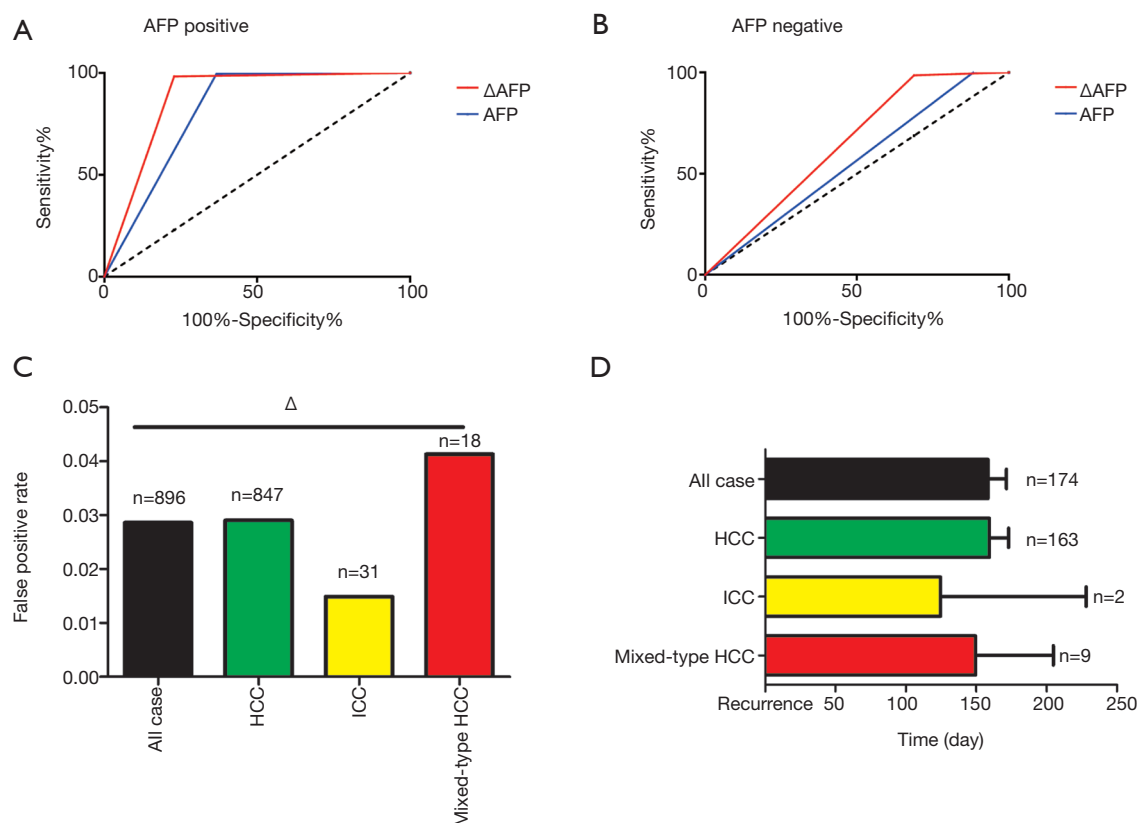 A
AFP positive
100
50
0
0
50
100
Sensitivity%
100%-Specificity%
ΔAFP
AFP
B
AFP negative
100
50
0
0
50
100
Sensitivity%
100%-Specificity%
ΔAFP
AFP
C
Δ
0.05
0.04
0.03
0.02
0.01
0.00
False positive rate
n=896
n=847
n=31
n=18
All case
HCC
ICC
Mixed-type HCC
D
All case
HCC
ICC
Mixed-type HCC
n=174
n=163
n=2
n=9
Recurrence
50
100
150
200
250
Time (day)